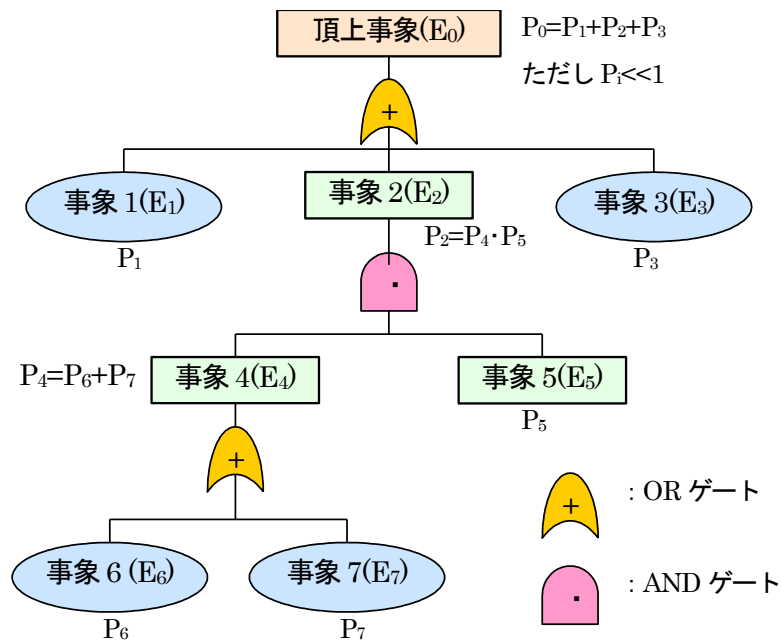 頂上事象(E0)
P0=P1+P2+P3
ただし Pi<<1
+
事象 1(E1)
事象 2(E2)
事象 3(E3)
P1
P2=P4·P5
P3
·
P4=P6+P7
事象 4(E4)
事象 5(E5)
P5
+
+
: OR ゲート
事象 6 (E6)
事象 7(E7)
·
: AND ゲート
P6
P7